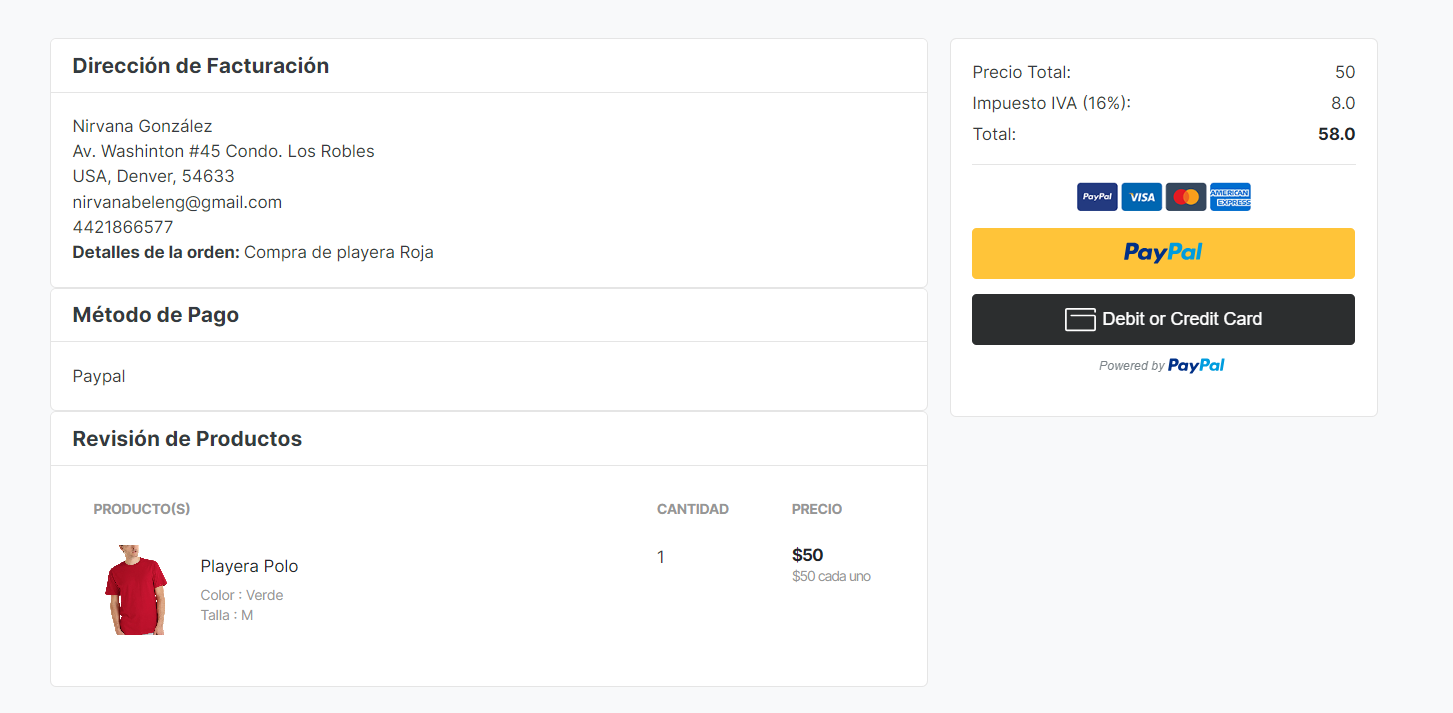 Dirección de Facturación
Nirvana González
Av. Washinton #45 Condo. Los Robles
USA, Denver, 54633
nirvanabeleng@gmail.com
4421866577
Detalles de la orden: Compra de playera Roja
Método de Pago
Paypal
Revisión de Productos
PRODUCTO(S) CANTIDAD PRECIO
Playera Polo 1 $50
$50 cada uno
Color : Verde
Talla : M
Precio Total: 50
Impuesto IVA (16%): 8.0
Total: 58.0
PayPal VISA AMERICAN EXPRESS
PayPal
Debit or Credit Card
Powered by PayPal